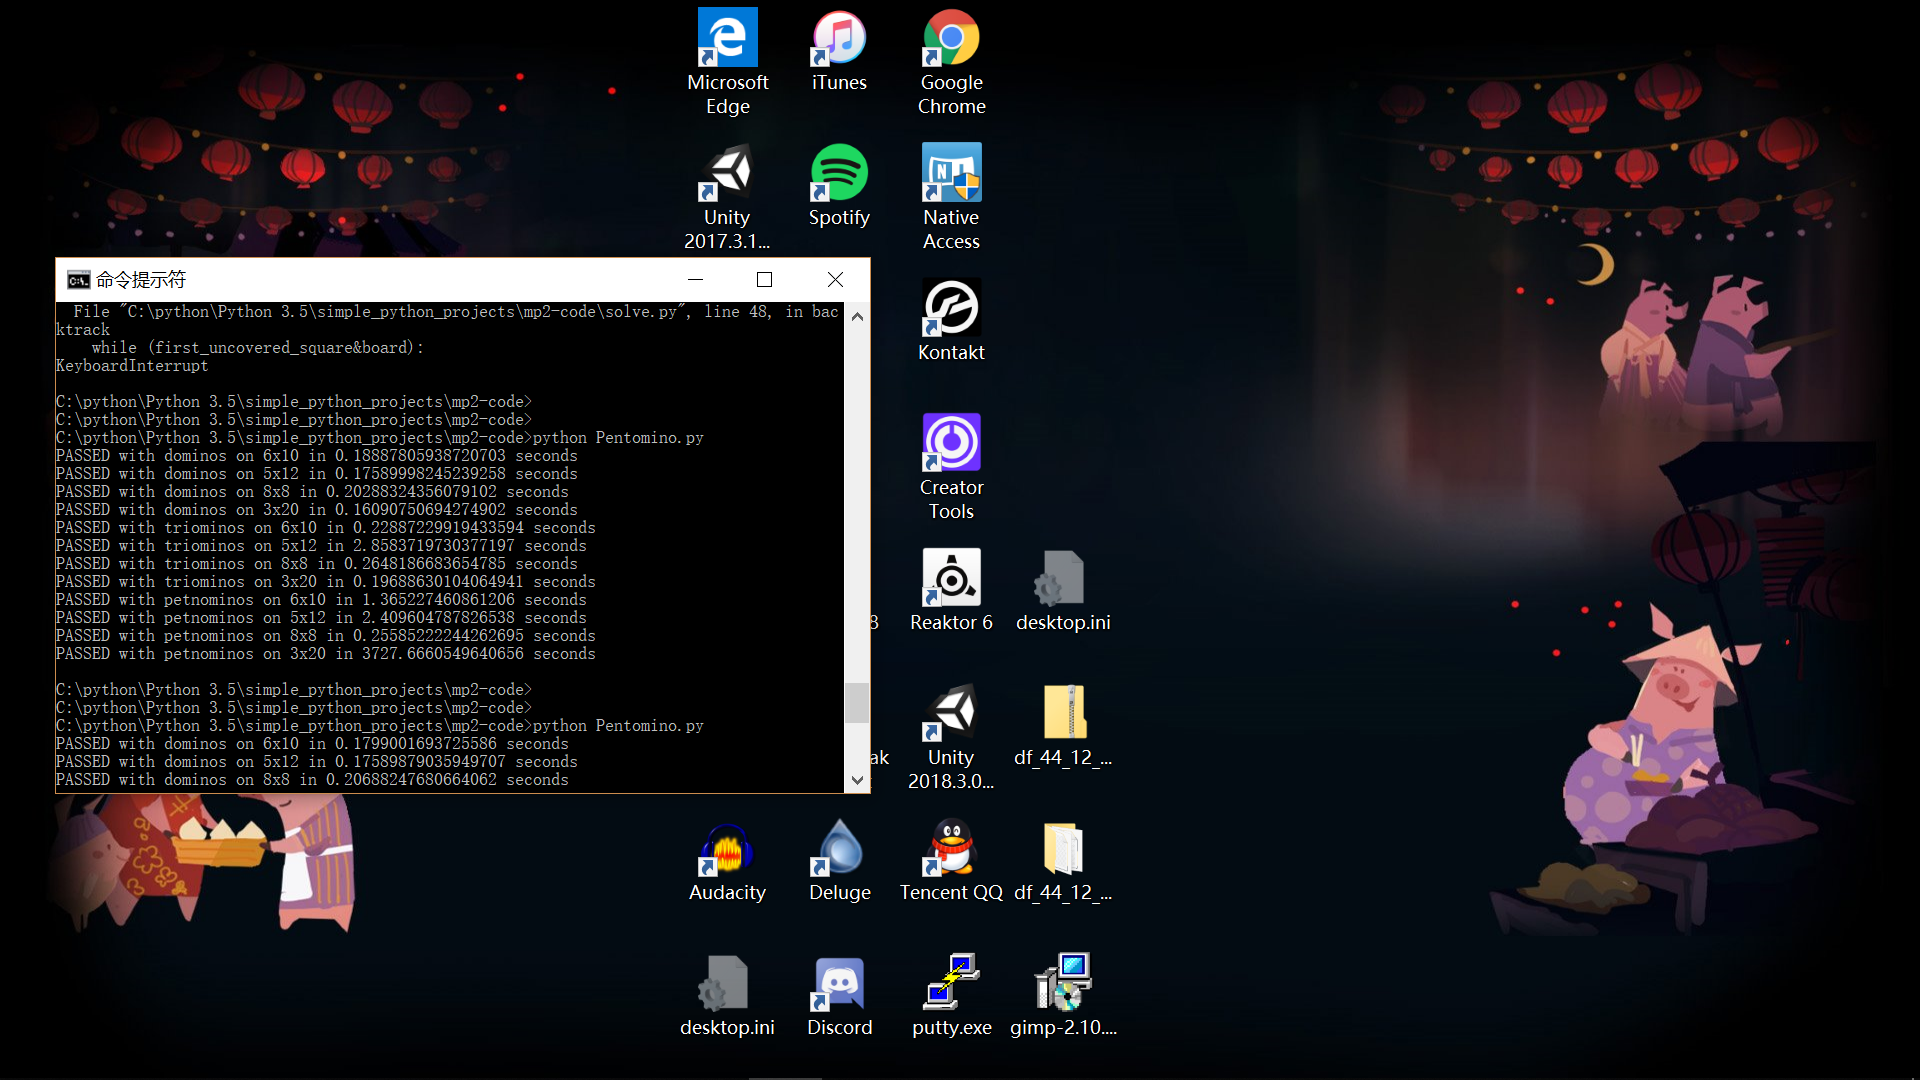 Microsoft Edge
iTunes
Google Chrome
Unity 2017.3.1...
Spotify
Native Access
命令提示符
File "C:\python\Python 3.5\simple_python_projects\mp2-code\solve.py", line 48, in bac
ktrack
while (first_uncovered_square&board):
KeyboardInterrupt
C:\python\Python 3.5\simple_python_projects\mp2-code>
C:\python\Python 3.5\simple_python_projects\mp2-code>
C:\python\Python 3.5\simple_python_projects\mp2-code>python Pentomino.py
PASSED with dominos on 6x10 in 0.18887805938720703 seconds
PASSED with dominos on 5x12 in 0.17589998245239258 seconds
PASSED with dominos on 8x8 in 0.20288324356079102 seconds
PASSED with dominos on 3x20 in 0.16090750694274902 seconds
PASSED with triominos on 6x10 in 0.22887229919433594 seconds
PASSED with triominos on 5x12 in 2.8583719730377197 seconds
PASSED with triominos on 8x8 in 0.2648186683654785 seconds
PASSED with triominos on 3x20 in 0.19688630104064941 seconds
PASSED with petnominos on 6x10 in 1.365227460861206 seconds
PASSED with petnominos on 5x12 in 2.409604787826538 seconds
PASSED with petnominos on 8x8 in 0.25585222244262695 seconds
PASSED with petnominos on 3x20 in 3727.6660549640656 seconds
C:\python\Python 3.5\simple_python_projects\mp2-code>
C:\python\Python 3.5\simple_python_projects\mp2-code>
C:\python\Python 3.5\simple_python_projects\mp2-code>python Pentomino.py
PASSED with dominos on 6x10 in 0.1799001693725586 seconds
PASSED with dominos on 5x12 in 0.17589879035949707 seconds
PASSED with dominos on 8x8 in 0.20688247680664062 seconds
Kontakt
Creator Tools
8
Reaktor 6
desktop.ini
ak
Unity 2018.3.0...
df_44_12_...
Audacity
Deluge
Tencent QQ
df_44_12_...
desktop.ini
Discord
putty.exe
gimp-2.10....